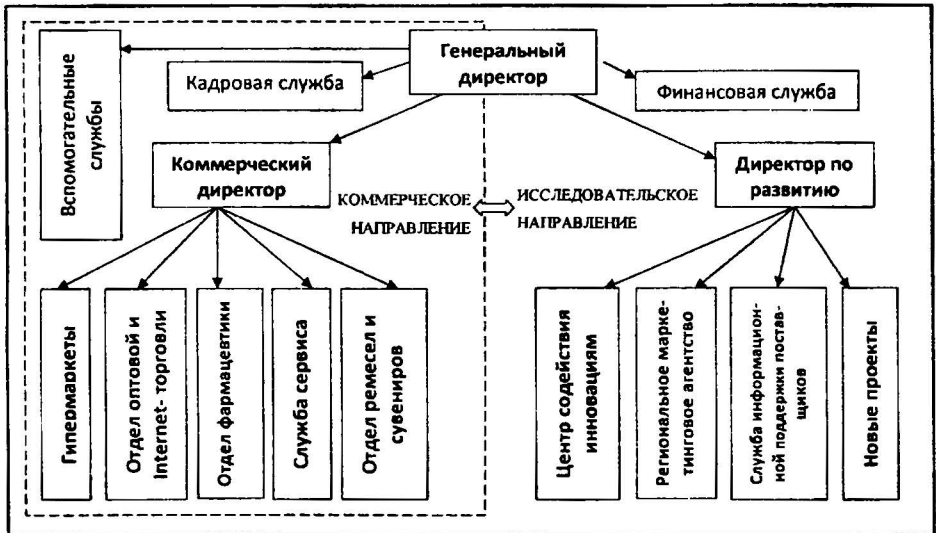 Генеральный
директор
Вспомогательные
службы
Кадровая служба
Финансовая служба
Коммерческий
директор
Директор по
развитию
КОММЕРЧЕСКОЕ
НАПРАВЛЕНИЕ
ИССЛЕДОВАТЕЛЬСКОЕ
НАПРАВЛЕНИЕ
Гипермаркеты
Отдел оптовой и
Internet- торговли
Отдел фармацевтики
Служба сервиса
Отдел ремесел и
сувениров
Центр содействия
инновациям
Региональное марке-
тинговое агентство
Служба информацион-
ной поддержки постав-
щиков
Новые проекты